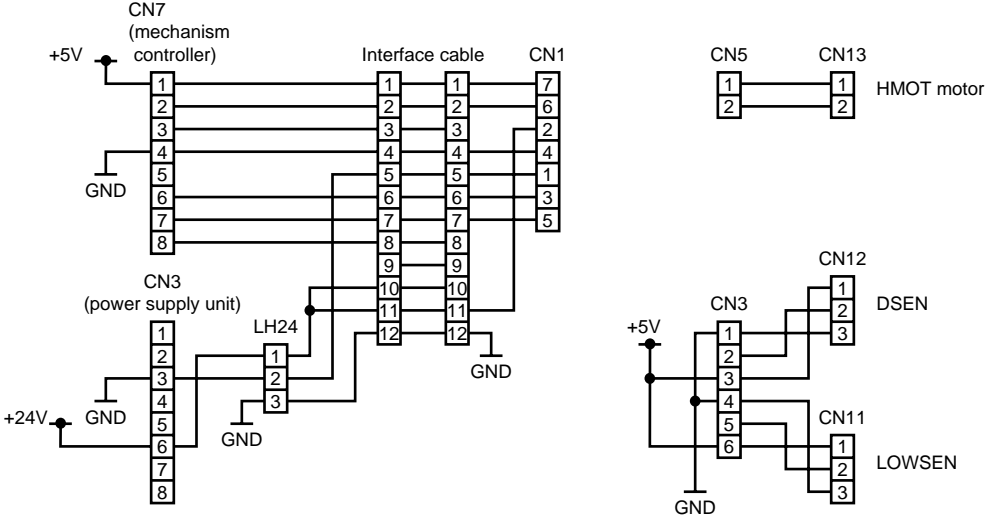 CN7
(mechanism
controller)
+5V
Interface cable
CN1
CN5
CN13
1 1 1 7
2 2 2 6
3 3 3 2
4 4 4 4
5 5 5 1
6 6 6 3
7 7 7 5
8 8 8
9 9
10 10
11 11
12 12
GND
1 1
2 2
HMOT motor
CN3
(power supply unit)
LH24
1
2
3
4
5
6
7
8
1
2
3
GND
+24V
GND
GND
CN12
CN3
1
2
3
DSEN
+5V
1
2
3
4
5
6
CN11
1
2
3
LOWSEN
GND